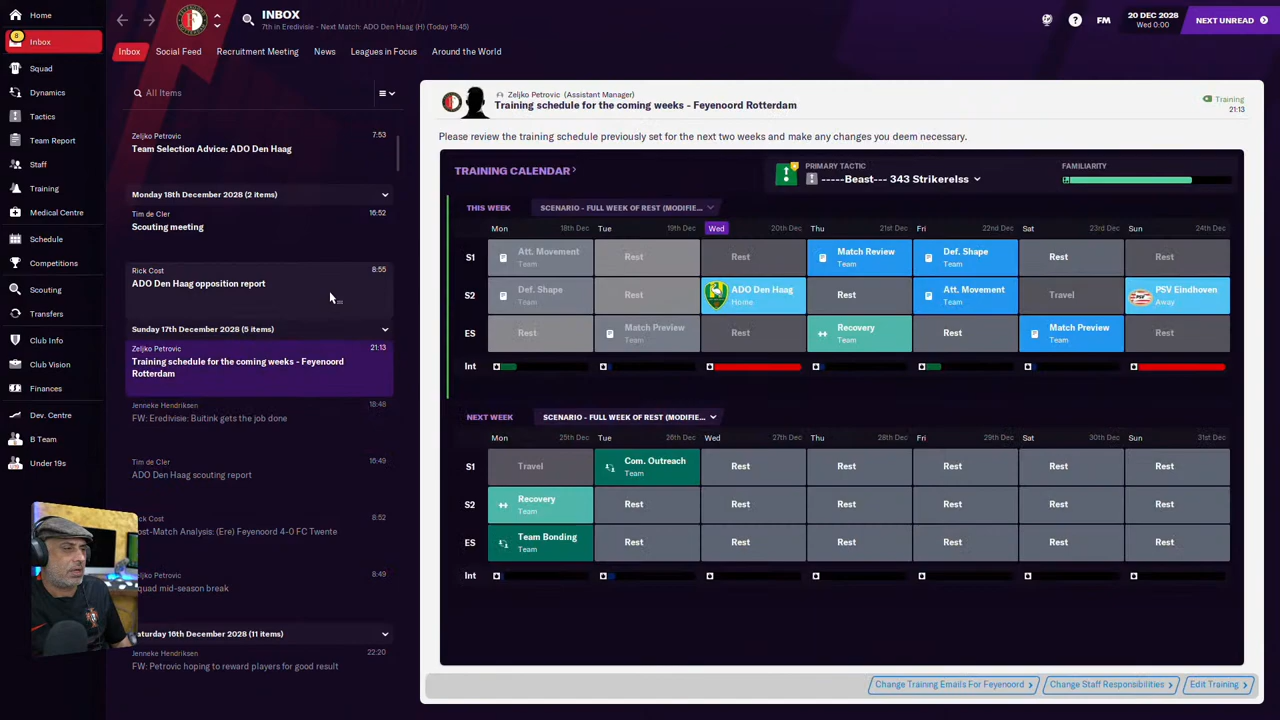 Home
INBOX
7th in Eredivisie - Next Match: ADO Den Haag (H) (Today 19:45)
FM
20 DEC 2028
Wed 0:00
NEXT UNREAD
8
Inbox
Squad
Dynamics
Tactics
Team Report
Staff
Training
Medical Centre
Schedule
Competitions
Scouting
Transfers
Club Info
Club Vision
Finances
Dev. Centre
B Team
Under 19s
Inbox
Social Feed
Recruitment Meeting
News
Leagues in Focus
Around the World
All Items
Zeljko Petrovic
7:53
Team Selection Advice: ADO Den Haag
Monday 18th December 2028 (2 items)
Tim de Cler
16:52
Scouting meeting
Rick Cost
8:55
ADO Den Haag opposition report
Sunday 17th December 2028 (5 items)
Zeljko Petrovic
21:13
Training schedule for the coming weeks - Feyenoord
Rotterdam
Jenneke Hendriksen
18:48
FW: Eredivisie: Buitink gets the job done
Tim de Cler
16:49
ADO Den Haag scouting report
ick Cost
8:52
ost-Match Analysis: (Ere) Feyenoord 4-0 FC Twente
eljko Petrovic
8:49
quad mid-season break
aturday 16th December 2028 (11 items)
Jenneke Hendriksen
22:20
FW: Petrovic hoping to reward players for good result
Zeljko Petrovic (Assistant Manager)
Training schedule for the coming weeks - Feyenoord Rotterdam
Training
21:13
Please review the training schedule previously set for the next two weeks and make any changes you deem necessary.
TRAINING CALENDAR
PRIMARY TACTIC
-----Beast--- 343 Strikerelss
FAMILIARITY
THIS WEEK
SCENARIO - FULL WEEK OF REST (MODIFIE...
Mon 18th Dec
Tue 19th Dec
Wed 20th Dec
Thu 21st Dec
Fri 22nd Dec
Sat 23rd Dec
Sun 24th Dec
S1
Att. Movement
Team
Rest
Rest
Match Review
Team
Def. Shape
Team
Rest
Rest
S2
Def. Shape
Team
Rest
ADO Den Haag
Home
Rest
Att. Movement
Team
Travel
PSV Eindhoven
Away
ES
Rest
Match Preview
Team
Rest
Recovery
Team
Rest
Match Preview
Team
Rest
Int
NEXT WEEK
SCENARIO - FULL WEEK OF REST (MODIFIE...
Mon 25th Dec
Tue 26th Dec
Wed 27th Dec
Thu 28th Dec
Fri 29th Dec
Sat 30th Dec
Sun 31st Dec
S1
Travel
Com. Outreach
Team
Rest
Rest
Rest
Rest
Rest
S2
Recovery
Team
Rest
Rest
Rest
Rest
Rest
Rest
ES
Team Bonding
Team
Rest
Rest
Rest
Rest
Rest
Rest
Int
Change Training Emails For Feyenoord
Change Staff Responsibilities
Edit Training